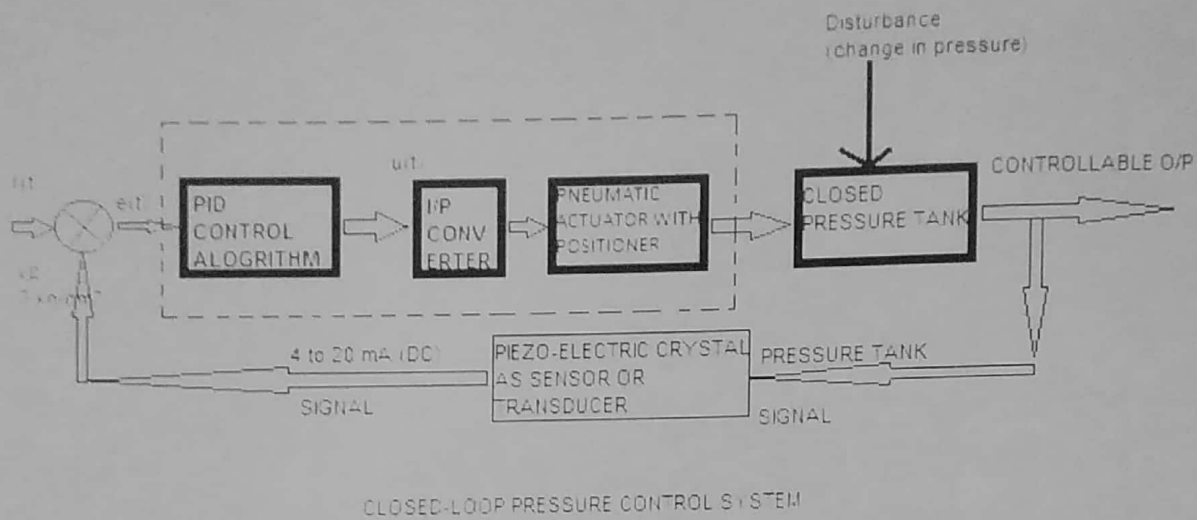 Disturbance
(change in pressure)
PID
CONTROL
ALOGRITHM
I/P
CONV
ERTER
PNEUMATIC
ACTUATOR WITH
POSITIONER
CLOSED
PRESSURE TANK
CONTROLLABLE O/P
4 to 20 mA (DC)
SIGNAL
PIEZO-ELECTRIC CRYSTAL
AS SENSOR OR
TRANSDUCER
PRESSURE TANK
SIGNAL
CLOSED-LOOP PRESSURE CONTROL SYSTEM